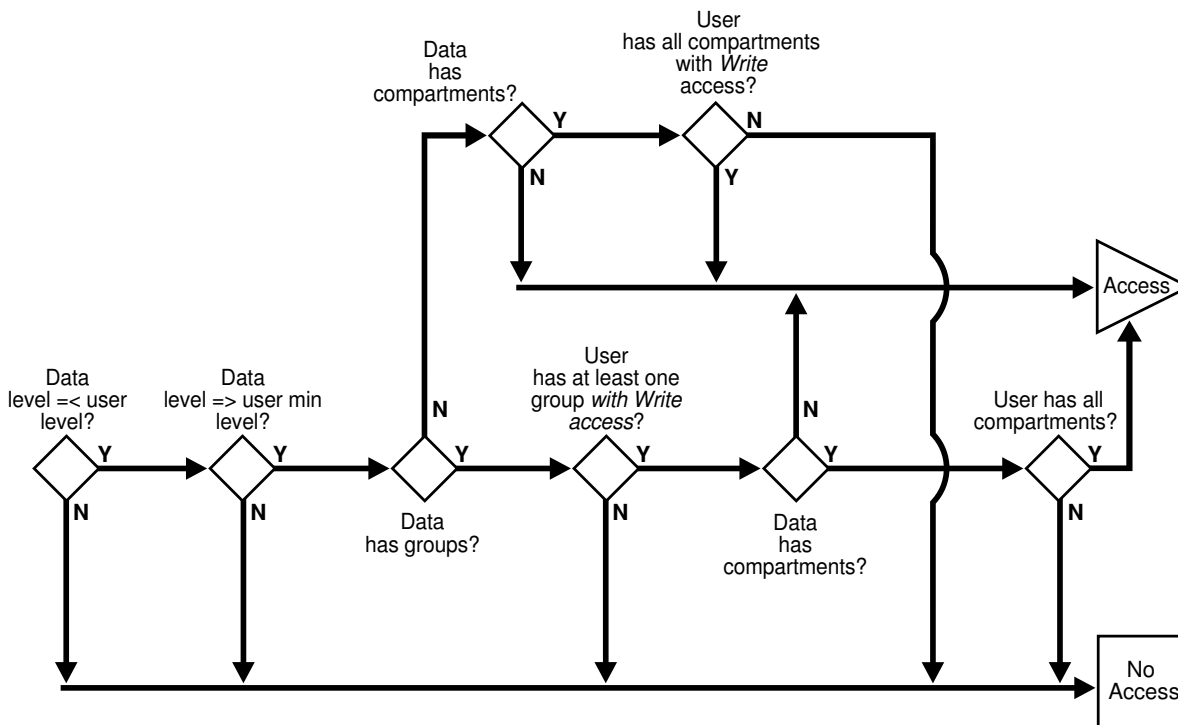 User
has all compartments
with Write
access?
Data
has
compartments?
Y
N
N
Y
Access
Data
level =< user
level?
Data
level => user min
level?
User
has at least one
group with Write
access?
User has all
compartments?
N
N
Y
Y
Y
Y
Y
Y
N
N
N
N
Data
has groups?
Data
has
compartments?
No
Access